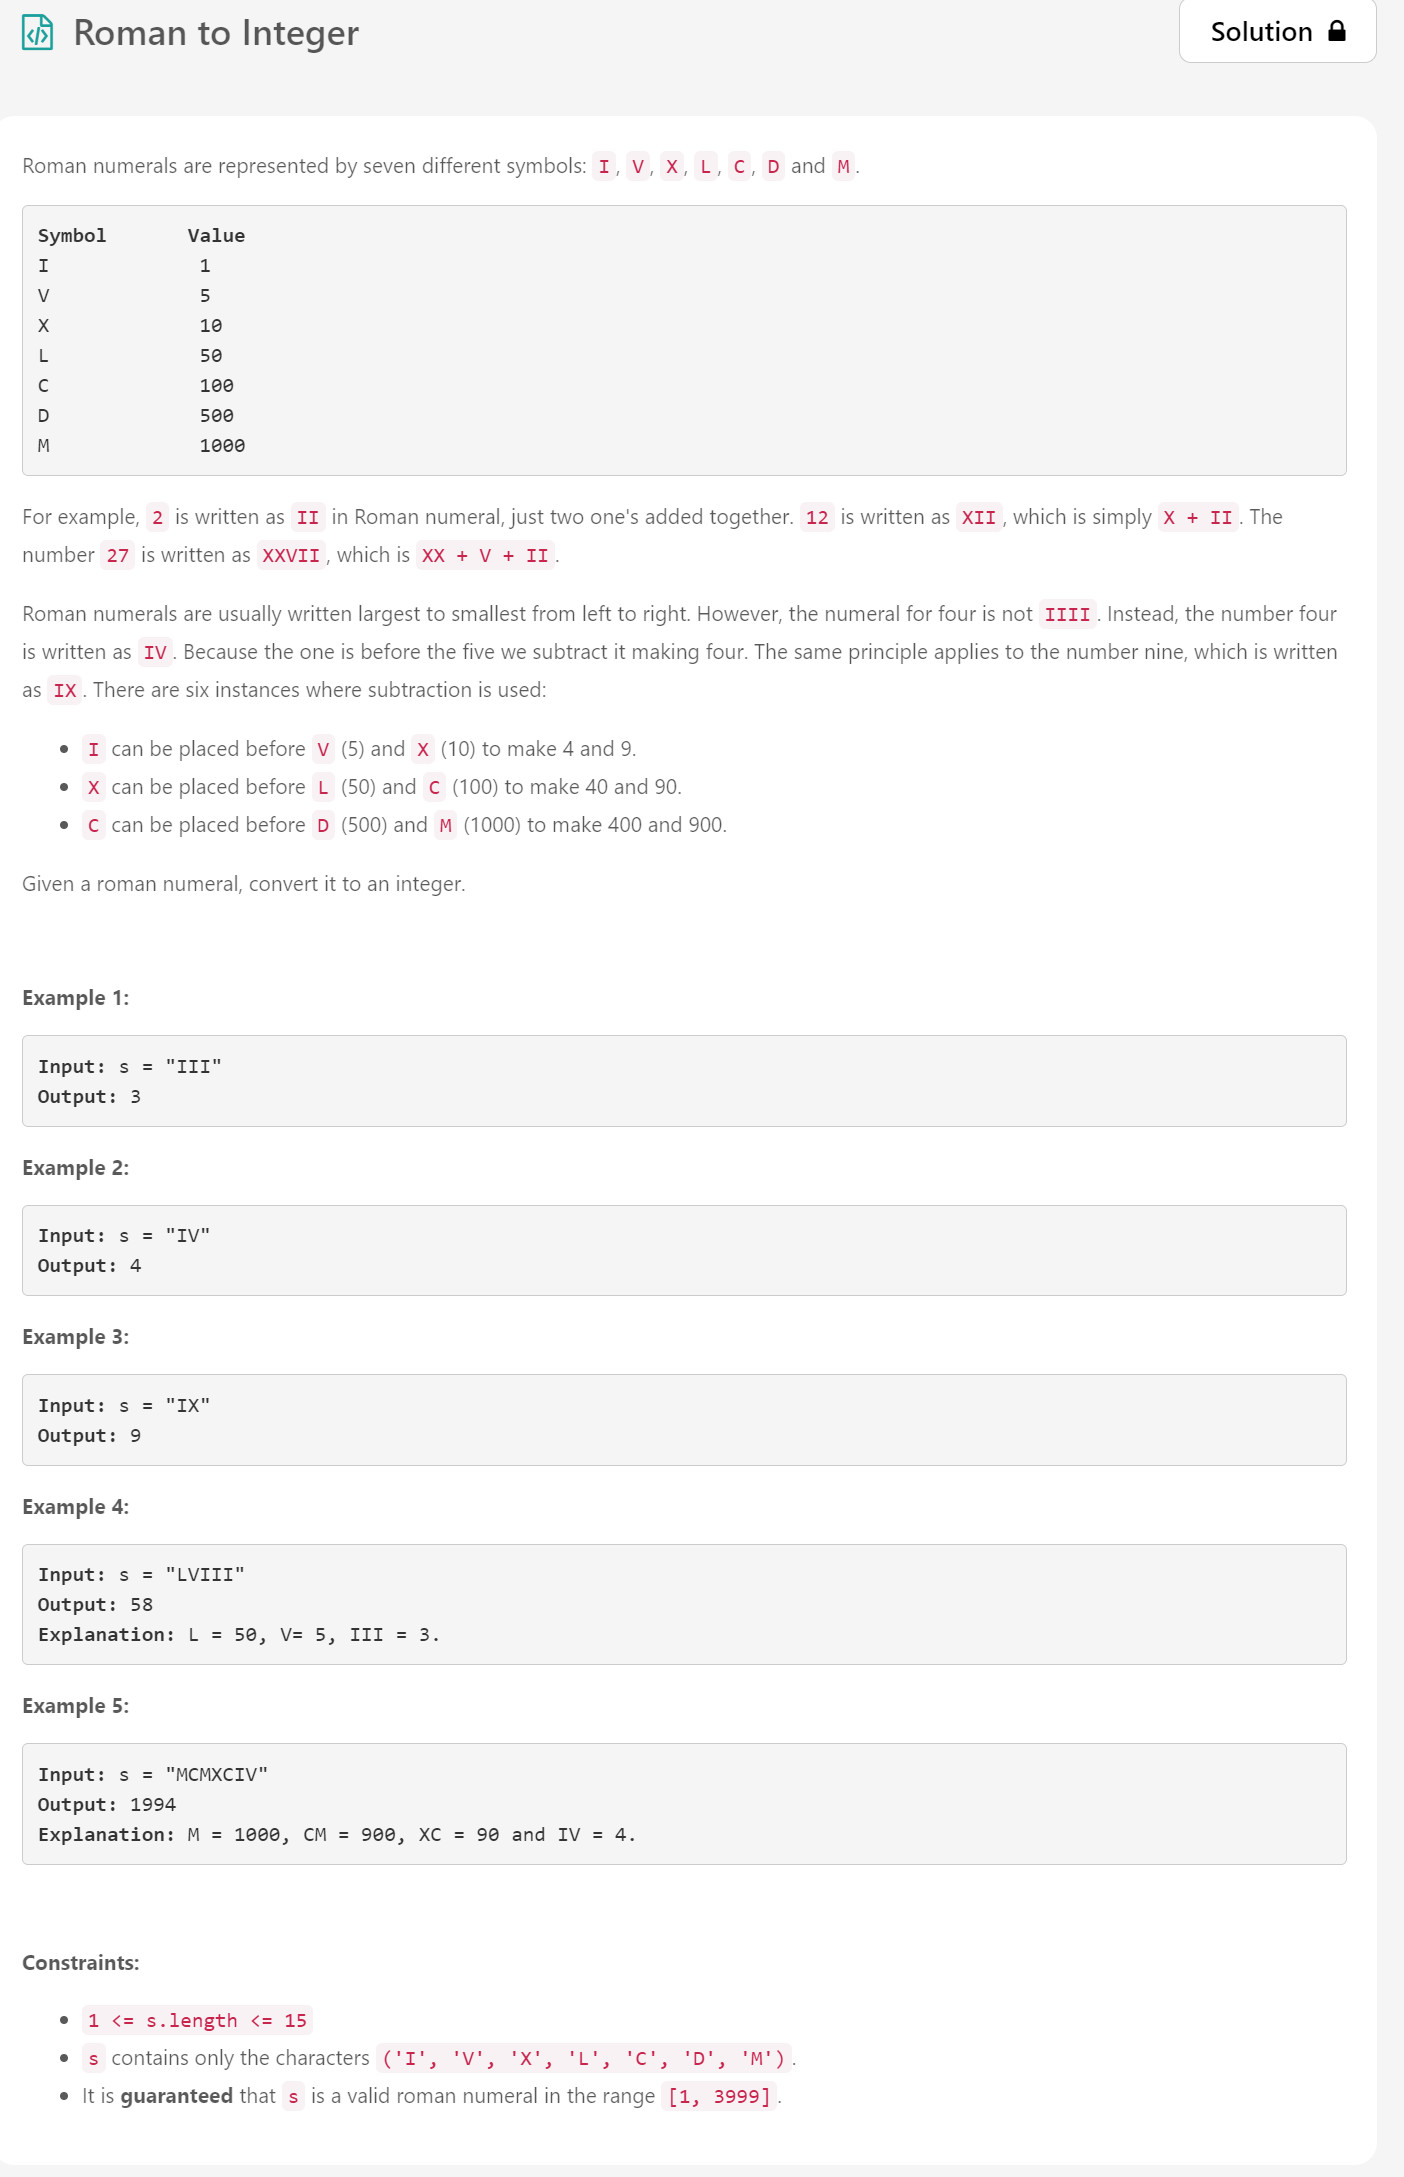 Roman to Integer
Solution
Roman numerals are represented by seven different symbols: I, V, X, L, C, D and M.
Symbol Value
I 1
V 5
X 10
L 50
C 100
D 500
M 1000
For example, 2 is written as II in Roman numeral, just two one's added together. 12 is written as XII, which is simply X + II. The
number 27 is written as XXVII, which is XX + V + II.
Roman numerals are usually written largest to smallest from left to right. However, the numeral for four is not IIII. Instead, the number four
is written as IV. Because the one is before the five we subtract it making four. The same principle applies to the number nine, which is written
as IX. There are six instances where subtraction is used:
• I can be placed before V (5) and X (10) to make 4 and 9.
• X can be placed before L (50) and C (100) to make 40 and 90.
• C can be placed before D (500) and M (1000) to make 400 and 900.
Given a roman numeral, convert it to an integer.
Example 1:
Input: s = "III"
Output: 3
Example 2:
Input: s = "IV"
Output: 4
Example 3:
Input: s = "IX"
Output: 9
Example 4:
Input: s = "LVIII"
Output: 58
Explanation: L = 50, V= 5, III = 3.
Example 5:
Input: s = "MCMXCIV"
Output: 1994
Explanation: M = 1000, CM = 900, XC = 90 and IV = 4.
Constraints:
• 1 <= s.length <= 15
• s contains only the characters ('I', 'V', 'X', 'L', 'C', 'D', 'M').
• It is guaranteed that s is a valid roman numeral in the range [1, 3999].